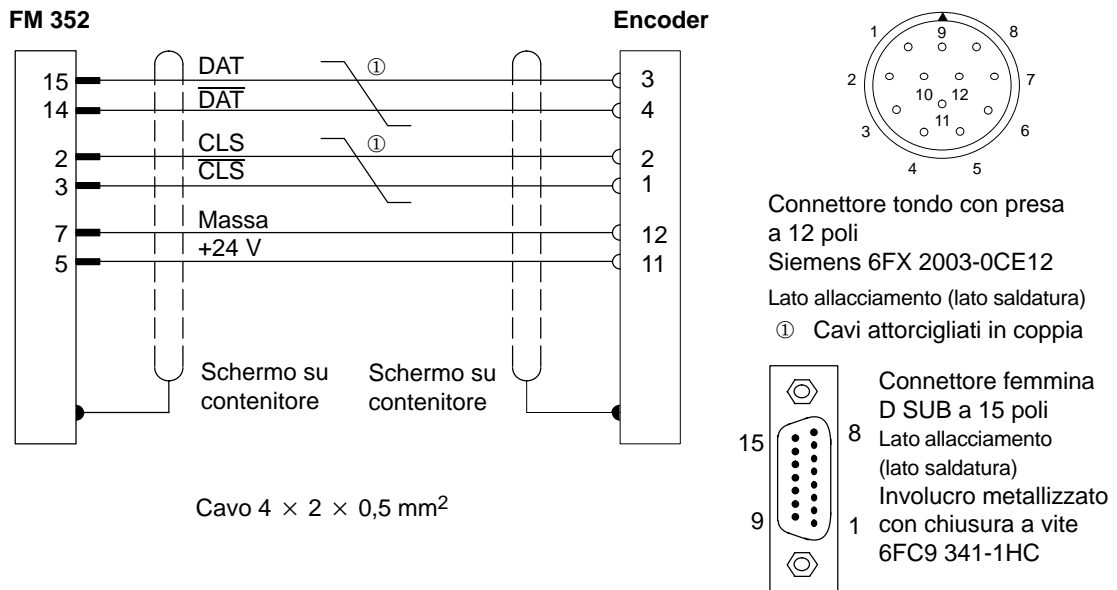 FM 352
Encoder
15 DAT 3
14 DAT 4
①
2 CLS 2
3 CLS 1
①
7 Massa 12
5 +24 V 11
Schermo su
contenitore
Schermo su
contenitore
Cavo 4 × 2 × 0,5 mm²
1
9
8
2
10
12
7
11
3
6
4
5
Connettore tondo con presa
a 12 poli
Siemens 6FX 2003-0CE12
Lato allacciamento (lato saldatura)
① Cavi attorcigliati in coppia
15
8
9
1
Connettore femmina
D SUB a 15 poli
Lato allacciamento
(lato saldatura)
Involucro metallizzato
con chiusura a vite
6FC9 341-1HC